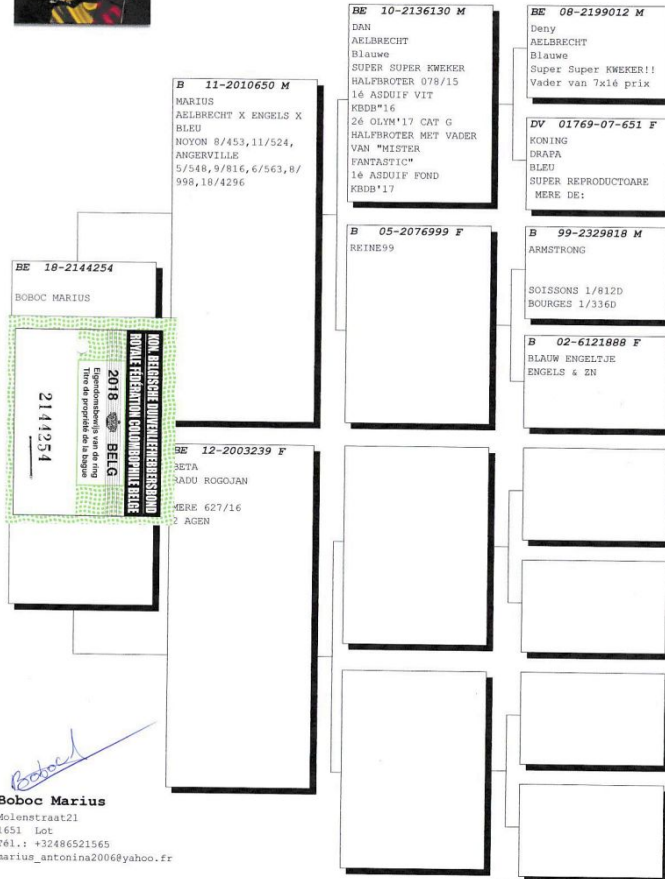 BE 18-2144254
BOBOC MARIUS
KON. BELGISCHE DUIVENLIEFHEBBERSBOND
ROYALE FEDERATION COLOMBOPHILE BELGE
2018 BELG
Eigendomsbewijs van de ring
Titre de propriété de la bague
2144254
B 11-2010650 M
MARIUS
AELBRECHT X ENGELS X
BLEU
NOYON 8/453,11/524,
ANGERVILLE
5/548,9/816,6/563,8/
998,18/4296
BE 12-2003239 F
BETA
RADU ROGOJAN
MERE 627/16
2 AGEN
BE 10-2136130 M
DAN
AELBRECHT
Blauwe
SUPER SUPER KWEKER
HALFBROTER 078/15
1é ASDUIF VIT
KBDB"16
2é OLYM'17 CAT G
HALFBROTER MET VADER
VAN "MISTER
FANTASTIC"
1é ASDUIF FOND
KBDB'17
B 05-2076999 F
REINE99
BE 08-2199012 M
Deny
AELBRECHT
Blauwe
Super Super KWEKER!!
Vader van 7x1é prix
DV 01769-07-651 F
KONING
DRAPA
BLEU
SUPER REPRODUCTOARE
MERE DE:
B 99-2329818 M
ARMSTRONG
SOISSONS 1/812D
BOURGES 1/336D
B 02-6121888 F
BLAUW ENGELTJE
ENGELS & ZN
Boboc Marius
Molenstraat21
1651 Lot
Tél.: +32486521565
marius_antonina2006@yahoo.fr